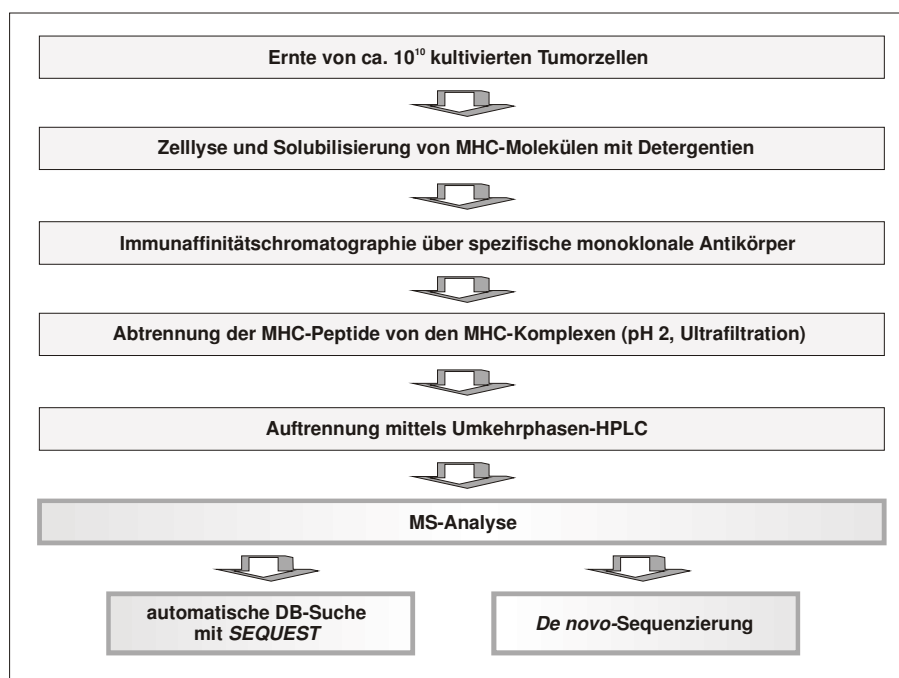 Ernte von ca. 10¹⁰ kultivierten Tumorzellen
Zelllyse und Solubilisierung von MHC-Molekülen mit Detergentien
Immunaffinitätschromatographie über spezifische monoklonale Antikörper
Abtrennung der MHC-Peptide von den MHC-Komplexen (pH 2, Ultrafiltration)
Auftrennung mittels Umkehrphasen-HPLC
MS-Analyse
automatische DB-Suche
mit SEQUEST
De novo-Sequenzierung